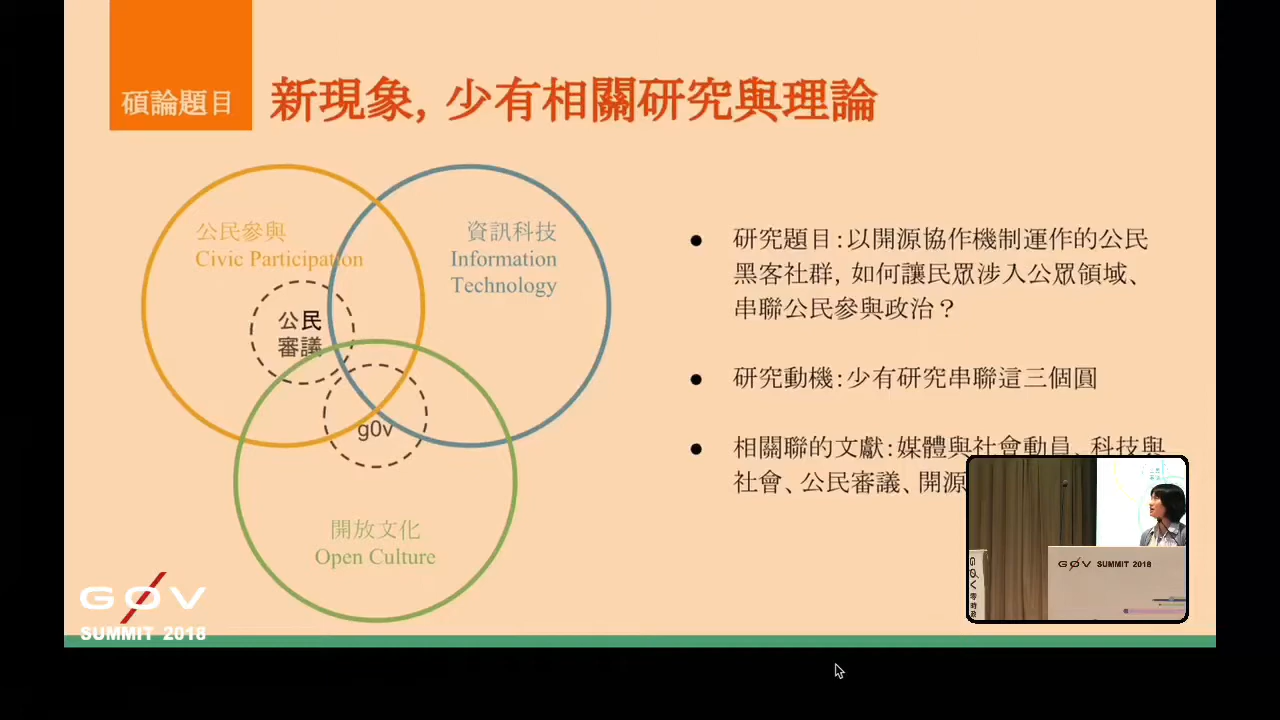 碩論題目
新現象, 少有相關研究與理論
公民參與
Civic Participation
資訊科技
Information
Technology
公民
審議
g0v
開放文化
Open Culture
● 研究題目:以開源協作機制運作的公民
黑客社群, 如何讓民眾涉入公眾領域、
串聯公民參與政治？
● 研究動機:少有研究串聯這三個圓
● 相關聯的文獻:媒體與社會動員、科技與
社會、公民審議、開源
GØV SUMMIT 2018
GØV
零時政
GØV
SUMMIT 2018